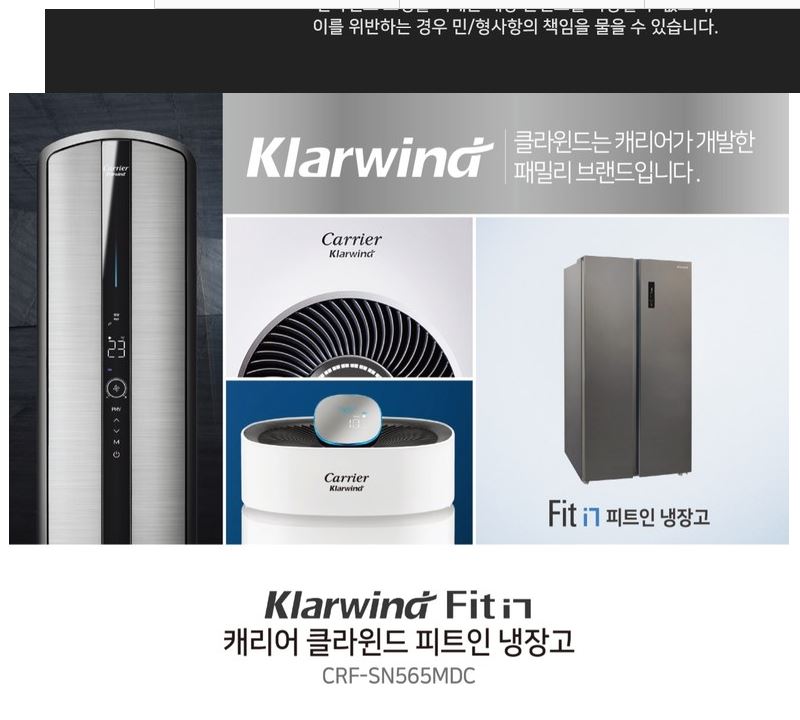 이를 위반하는 경우 민/형사항의 책임을 물을 수 있습니다.
Klarwind
클라윈드는 캐리어가 개발한
패밀리 브랜드입니다.
Carrier
Klarwind
23
Carrier
Klarwind
Carrier
Klarwind
Fit in 피트인 냉장고
Klarwind Fit in
캐리어 클라윈드 피트인 냉장고
CRF-SN565MDC